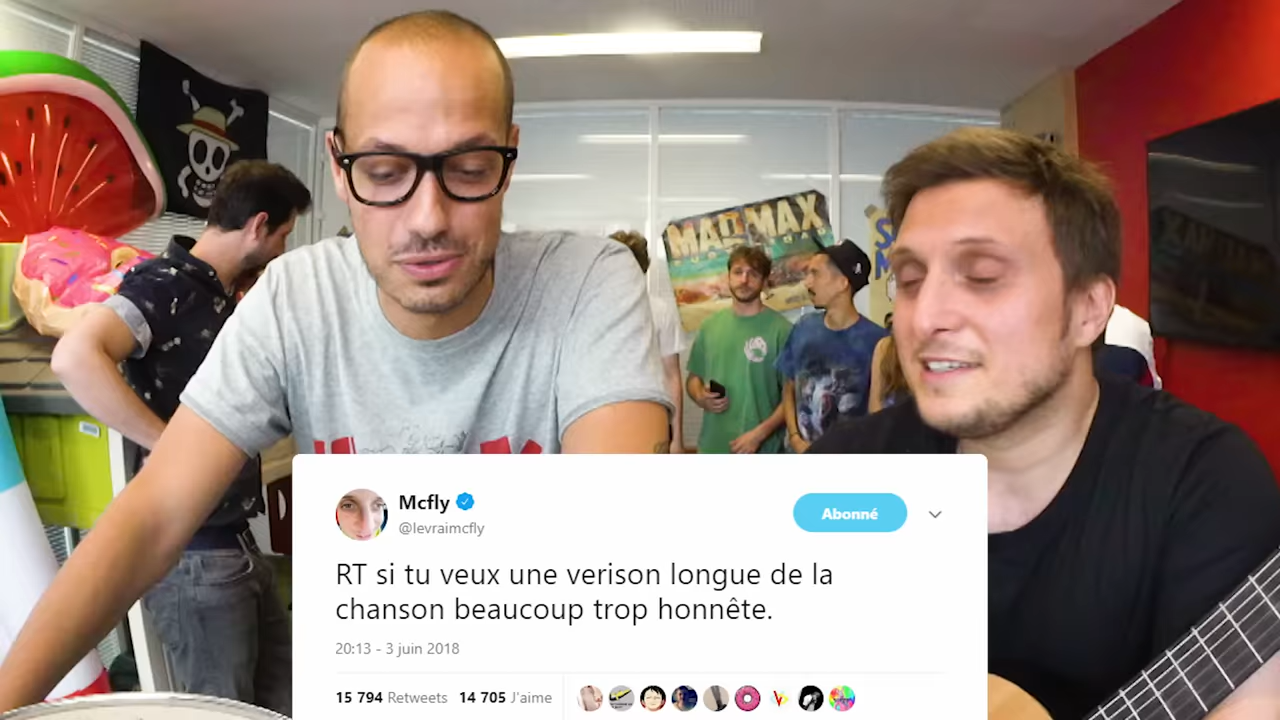 MAD MAX
Mcfly
@levraimcfly
Abonné
RT si tu veux une verison longue de la
chanson beaucoup trop honnête.
20:13 - 3 juin 2018
15 794 Retweets 14 705 J'aime